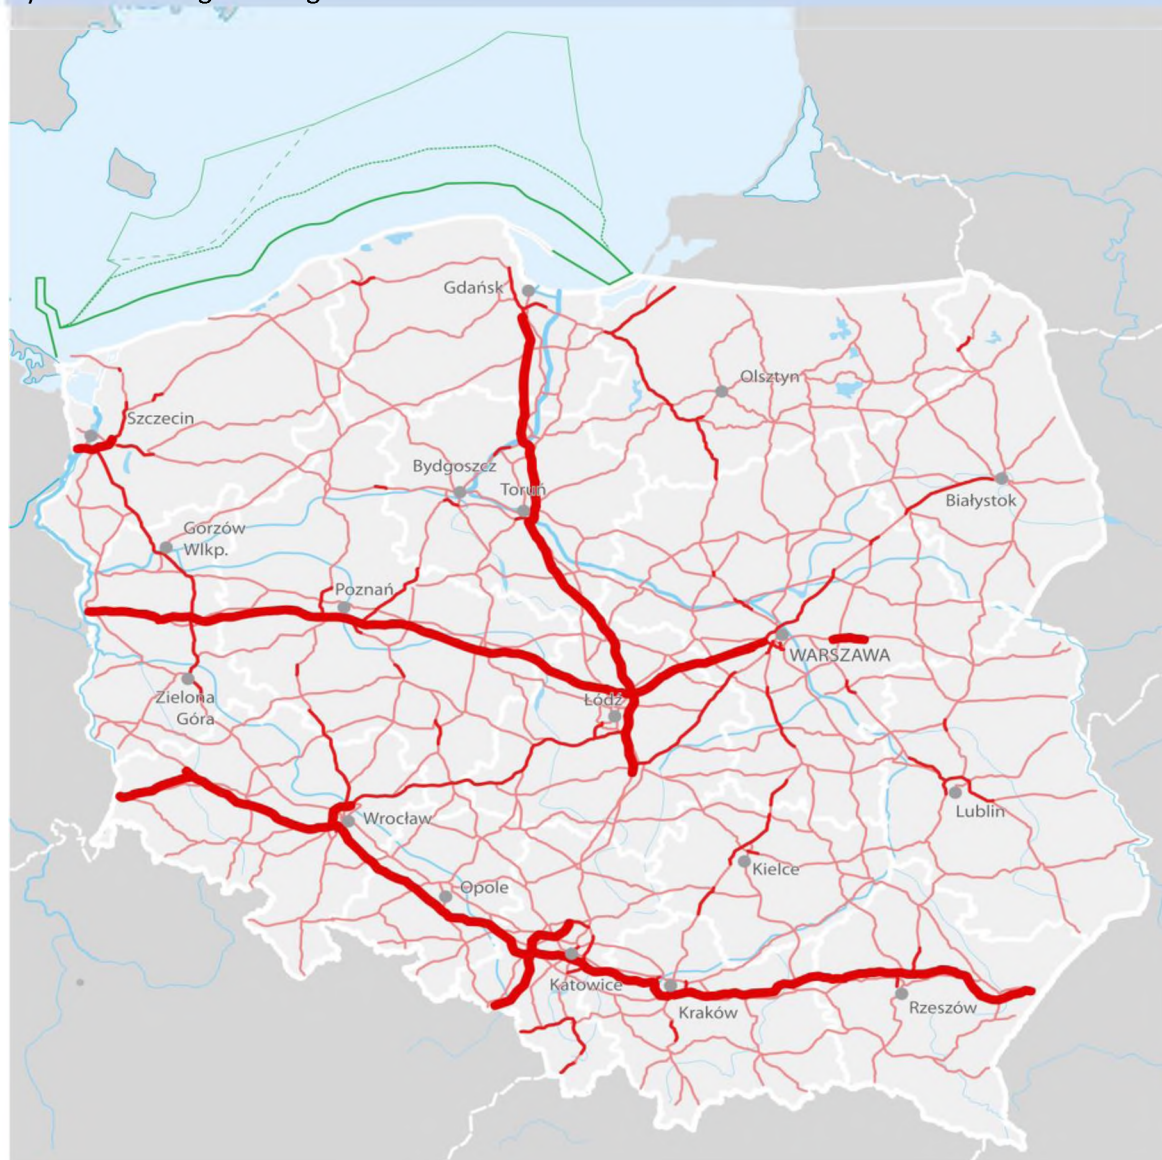 Gdańsk
Olsztyn
Szczecin
Bydgoszcz
Toruń
Białystok
Gorzów
Wlkp.
Poznań
WARSZAWA
Zielona
Góra
Łódź
Wrocław
Lublin
Kielce
Opole
Katowice
Kraków
Rzeszów